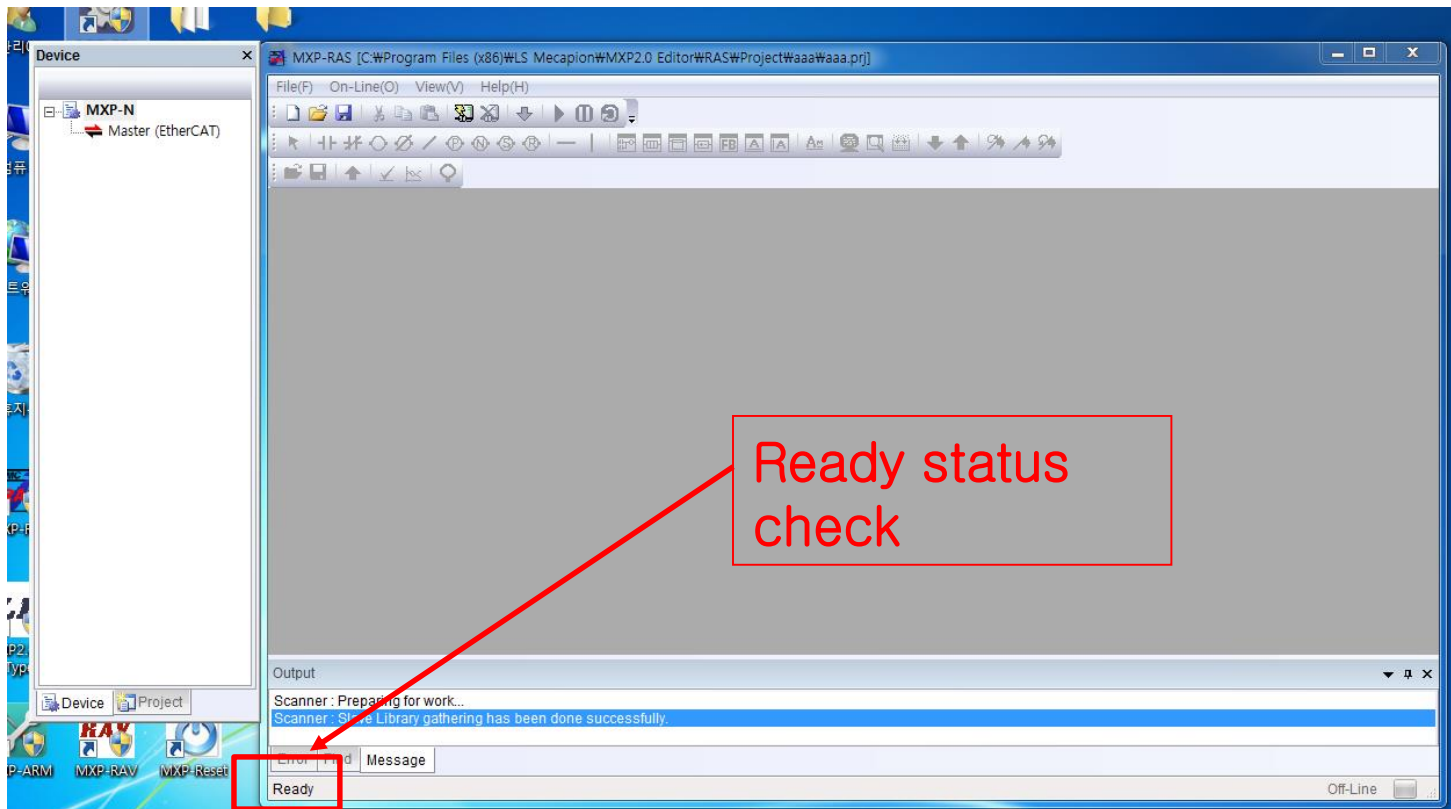 Device
MXP-N
Master (EtherCAT)
Device
Project
MXP-RAS [C:₩Program Files (x86)₩LS Mecapion₩MXP2.0 Editor₩RAS₩Project₩aaa₩aaa.prj]
File(F) On-Line(O) View(V) Help(H)
FB
Ready status
check
Output
Scanner : Preparing for work...
Scanner : Slave Library gathering has been done successfully.
Error Find Message
Ready
Off-Line
P-ARM
MXP-RAV
MXP-Reset